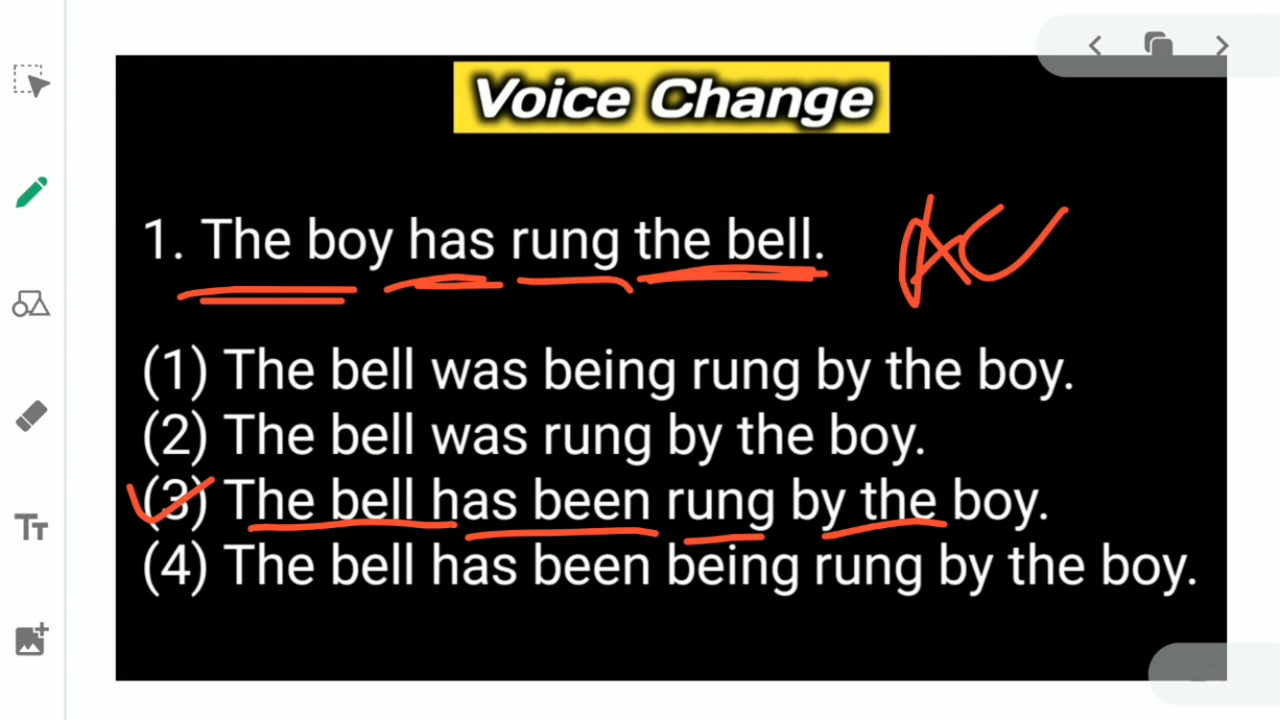 Voice Change
1. The boy has rung the bell. AC
(1) The bell was being rung by the boy.
(2) The bell was rung by the boy.
(3) The bell has been rung by the boy.
(4) The bell has been being rung by the boy.